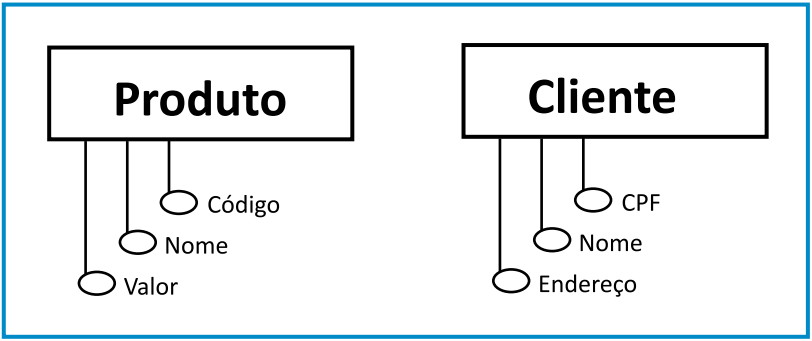 Produto
Código
Nome
Valor
Cliente
CPF
Nome
Endereço